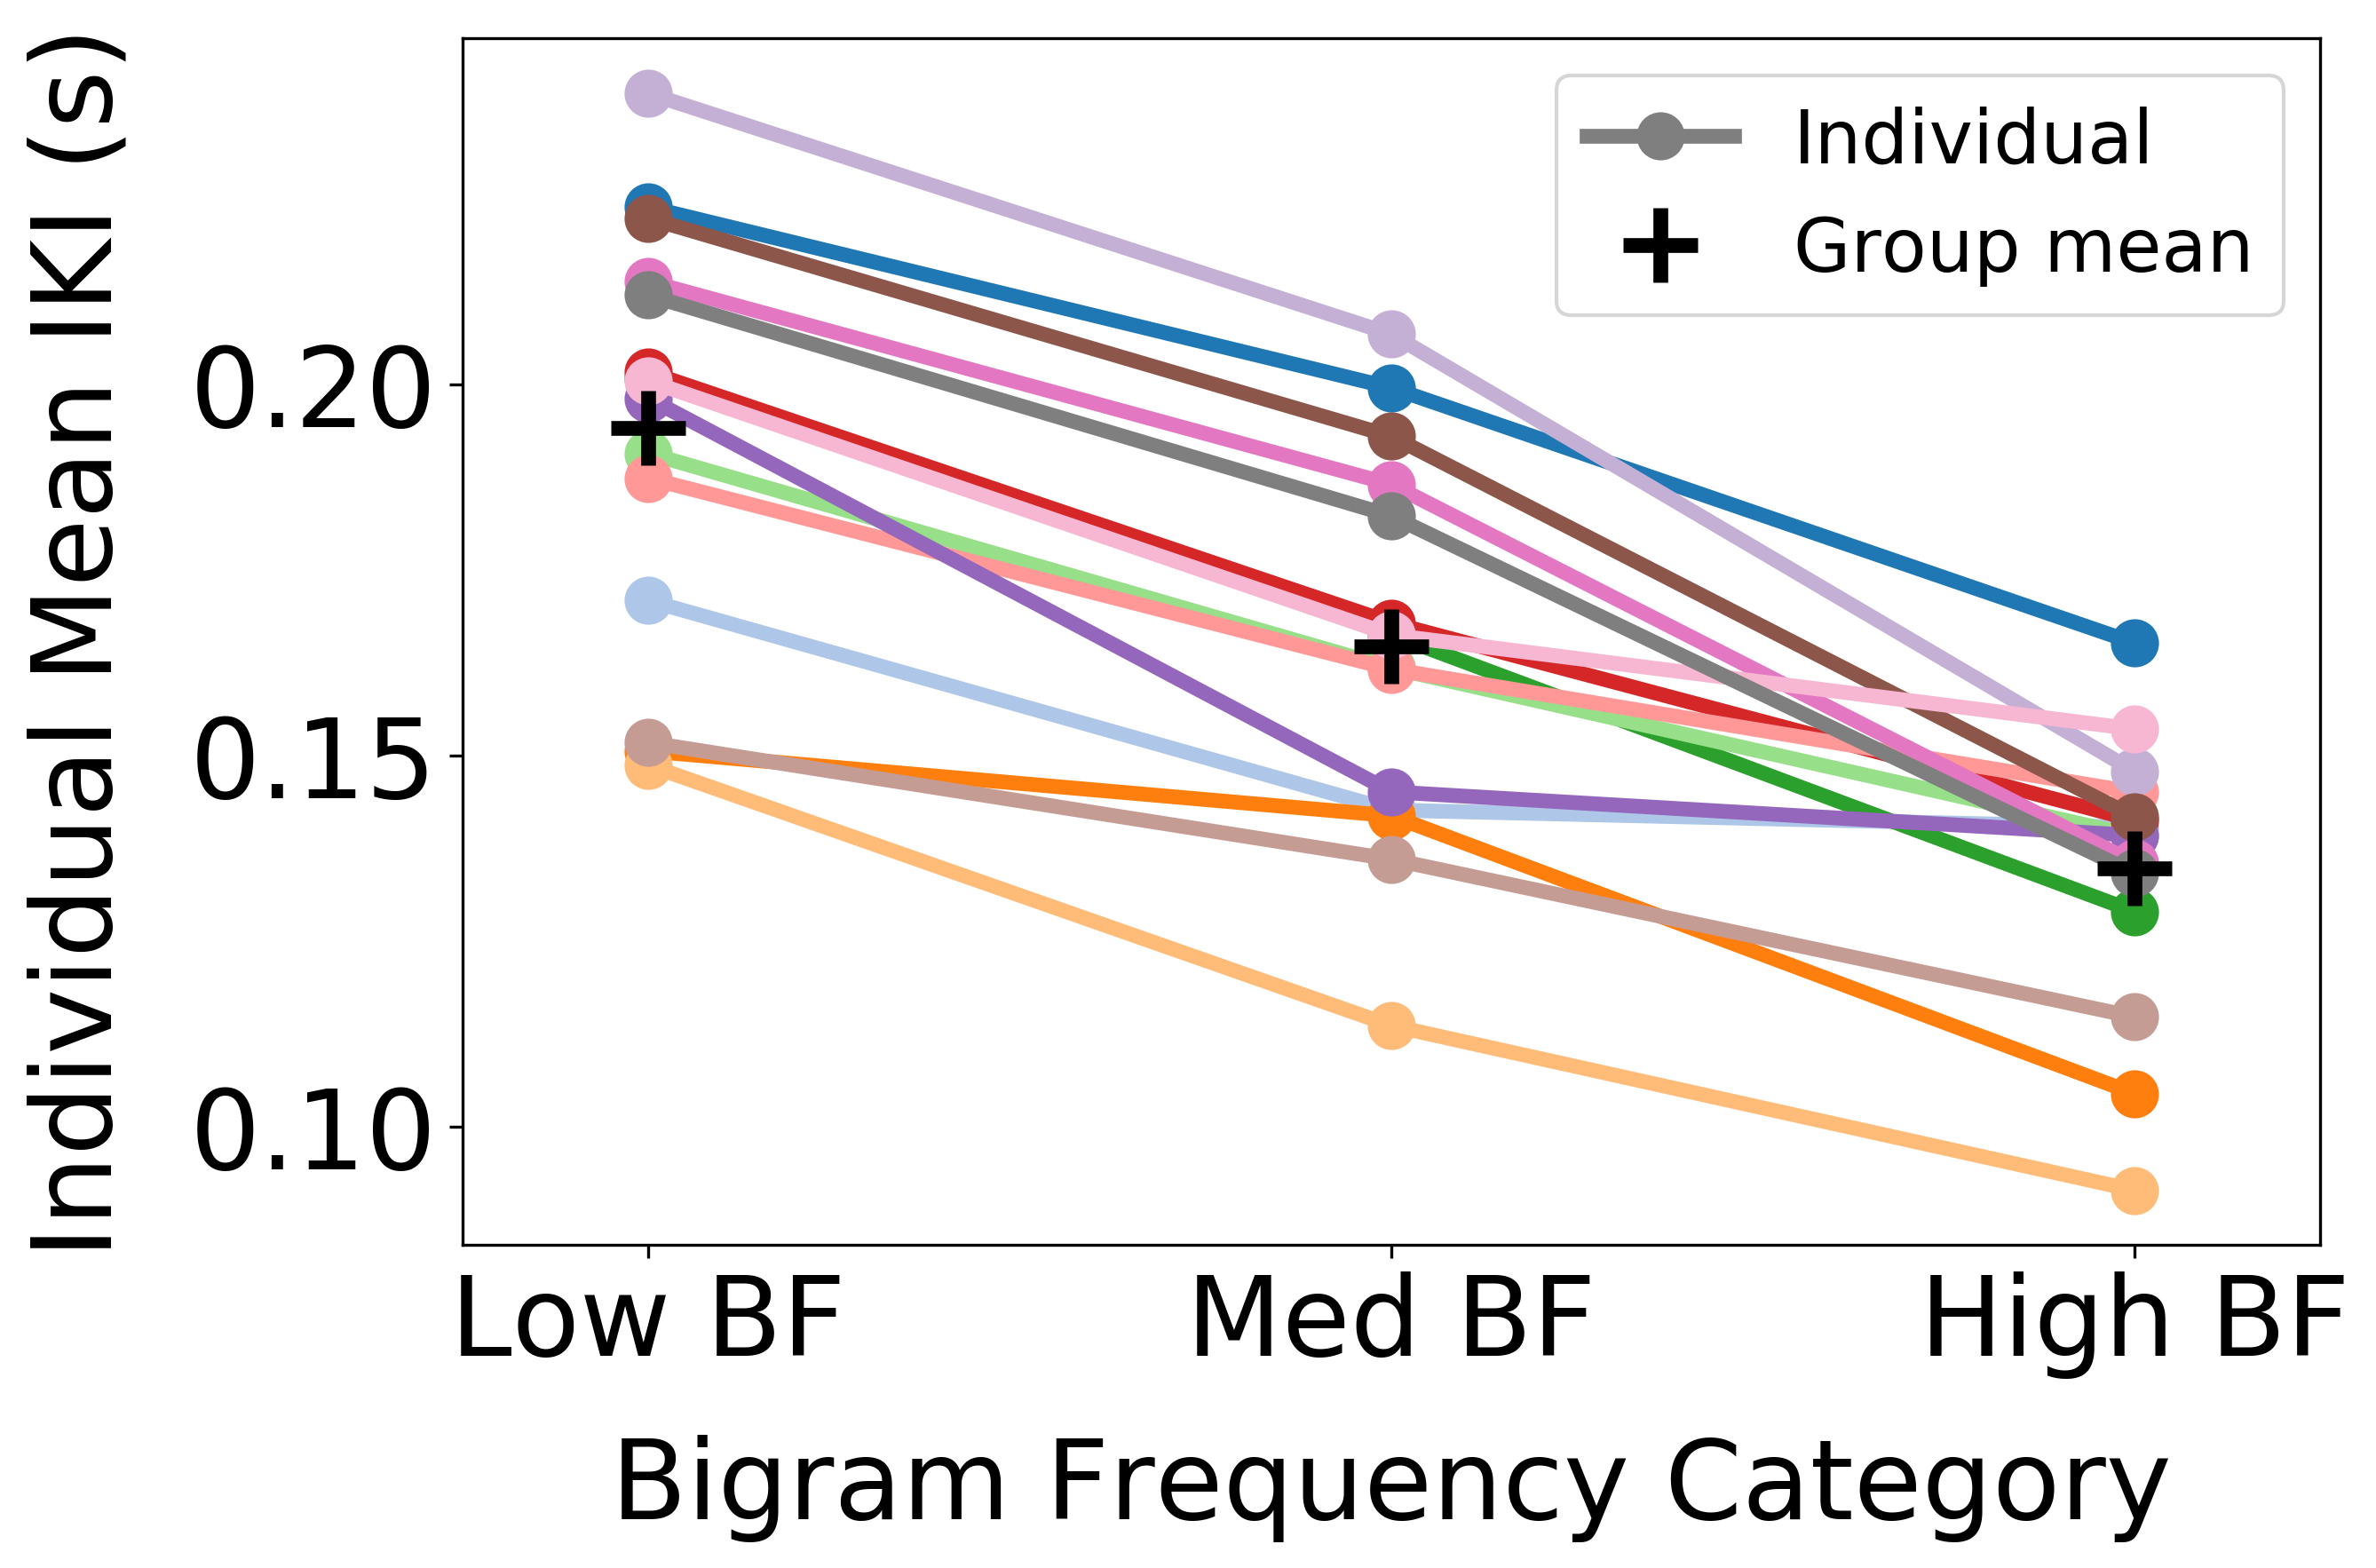 Individual Mean IKI (s)
0.20
0.15
0.10
Individual
Group mean
Low BF
Med BF
High BF
Bigram Frequency Category